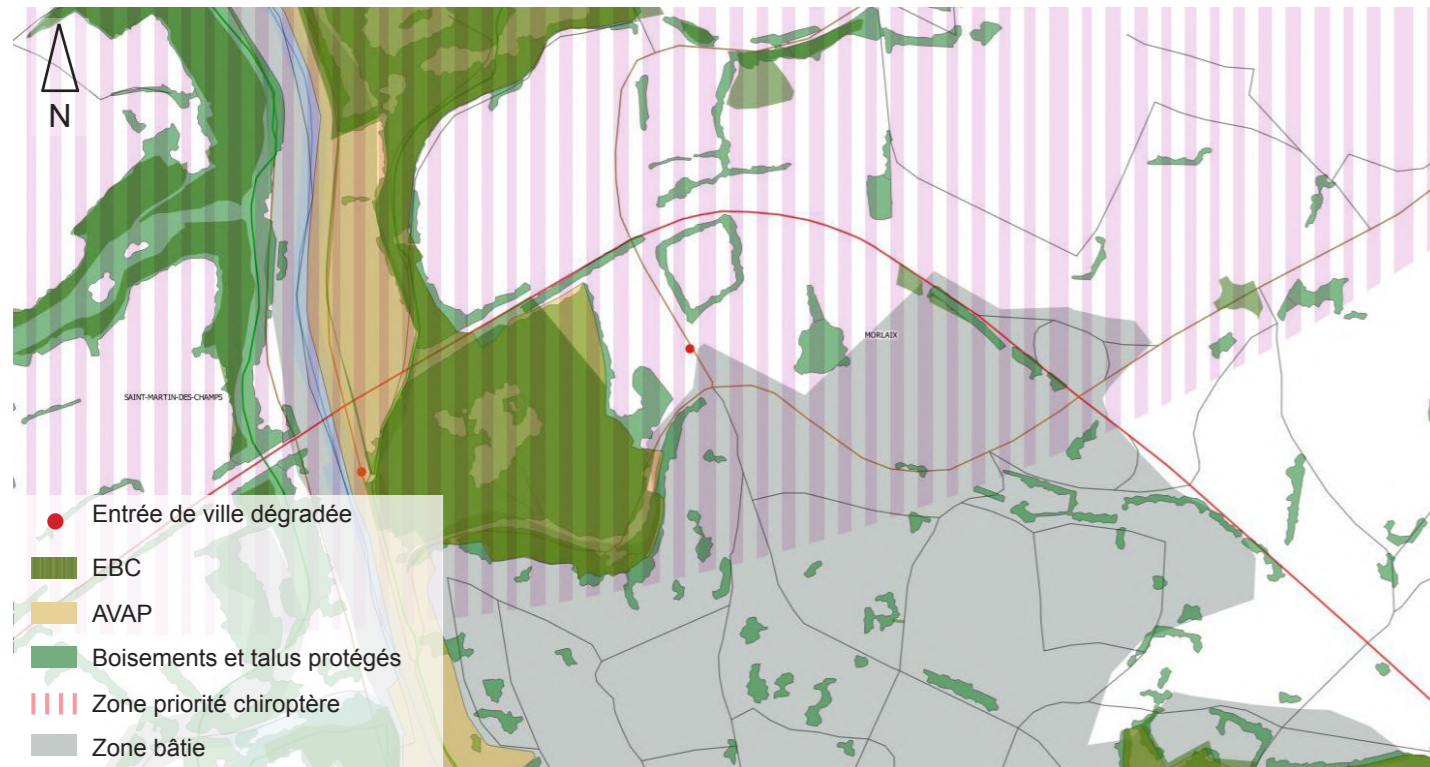 N
MORLAIX
SAINT-MARTIN-DES-CHAMPS
Entrée de ville dégradée
EBC
AVAP
Boisements et talus protégés
Zone priorité chiroptère
Zone bâtie